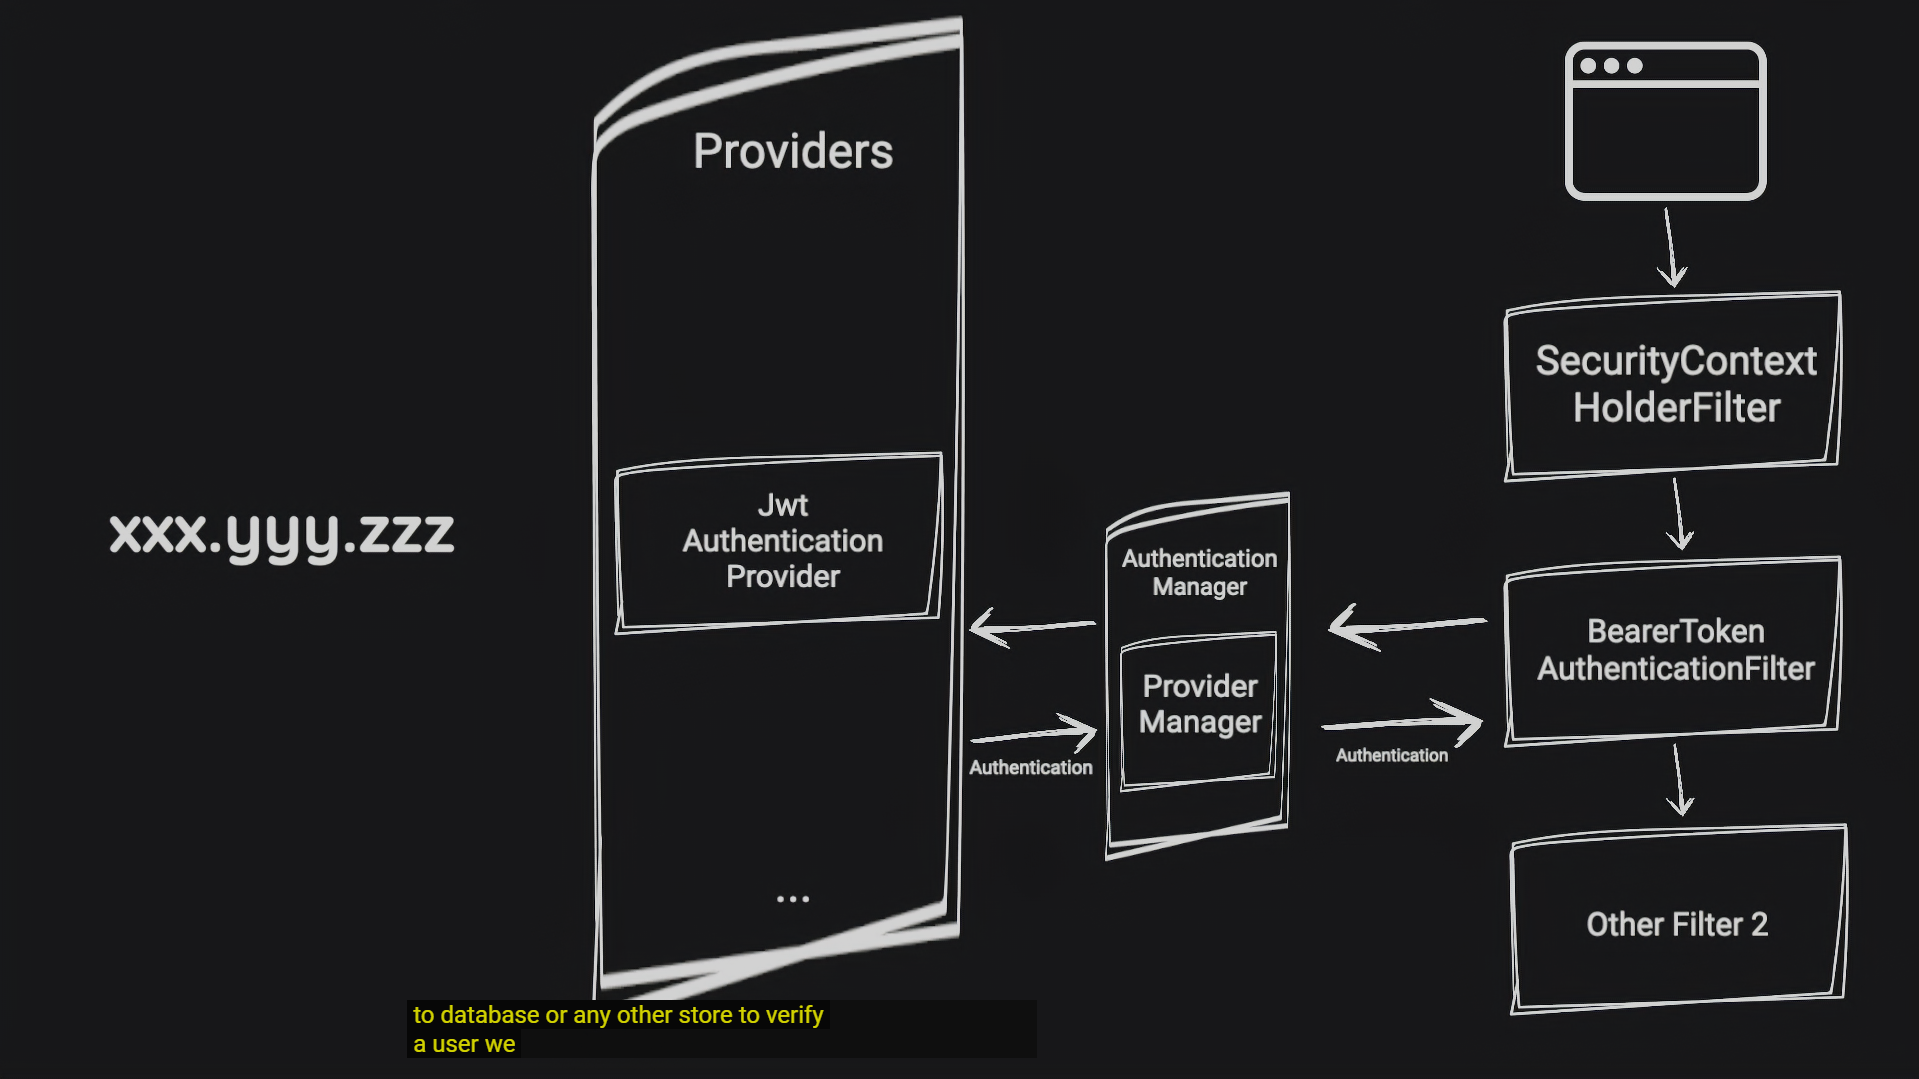 Providers
SecurityContext
HolderFilter
xxx.yyy.zzz
Jwt
Authentication
Provider
Authentication
Manager
Provider
Manager
BearerToken
AuthenticationFilter
Authentication
Authentication
...
Other Filter 2
to database or any other store to verify
a user we